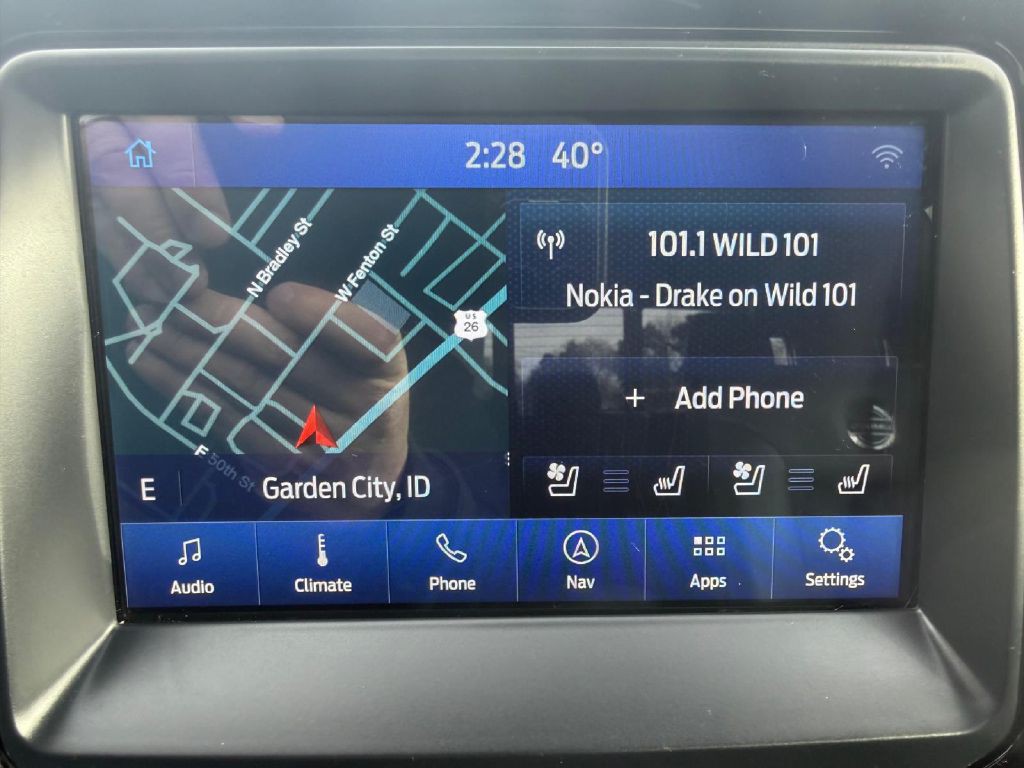 2:28 40°
N Bradley St
W Fenton St
US
26
50th St
E
Garden City, ID
101.1 WILD 101
Nokia - Drake on Wild 101
+ Add Phone
Audio
Climate
Phone
Nav
Apps
Settings